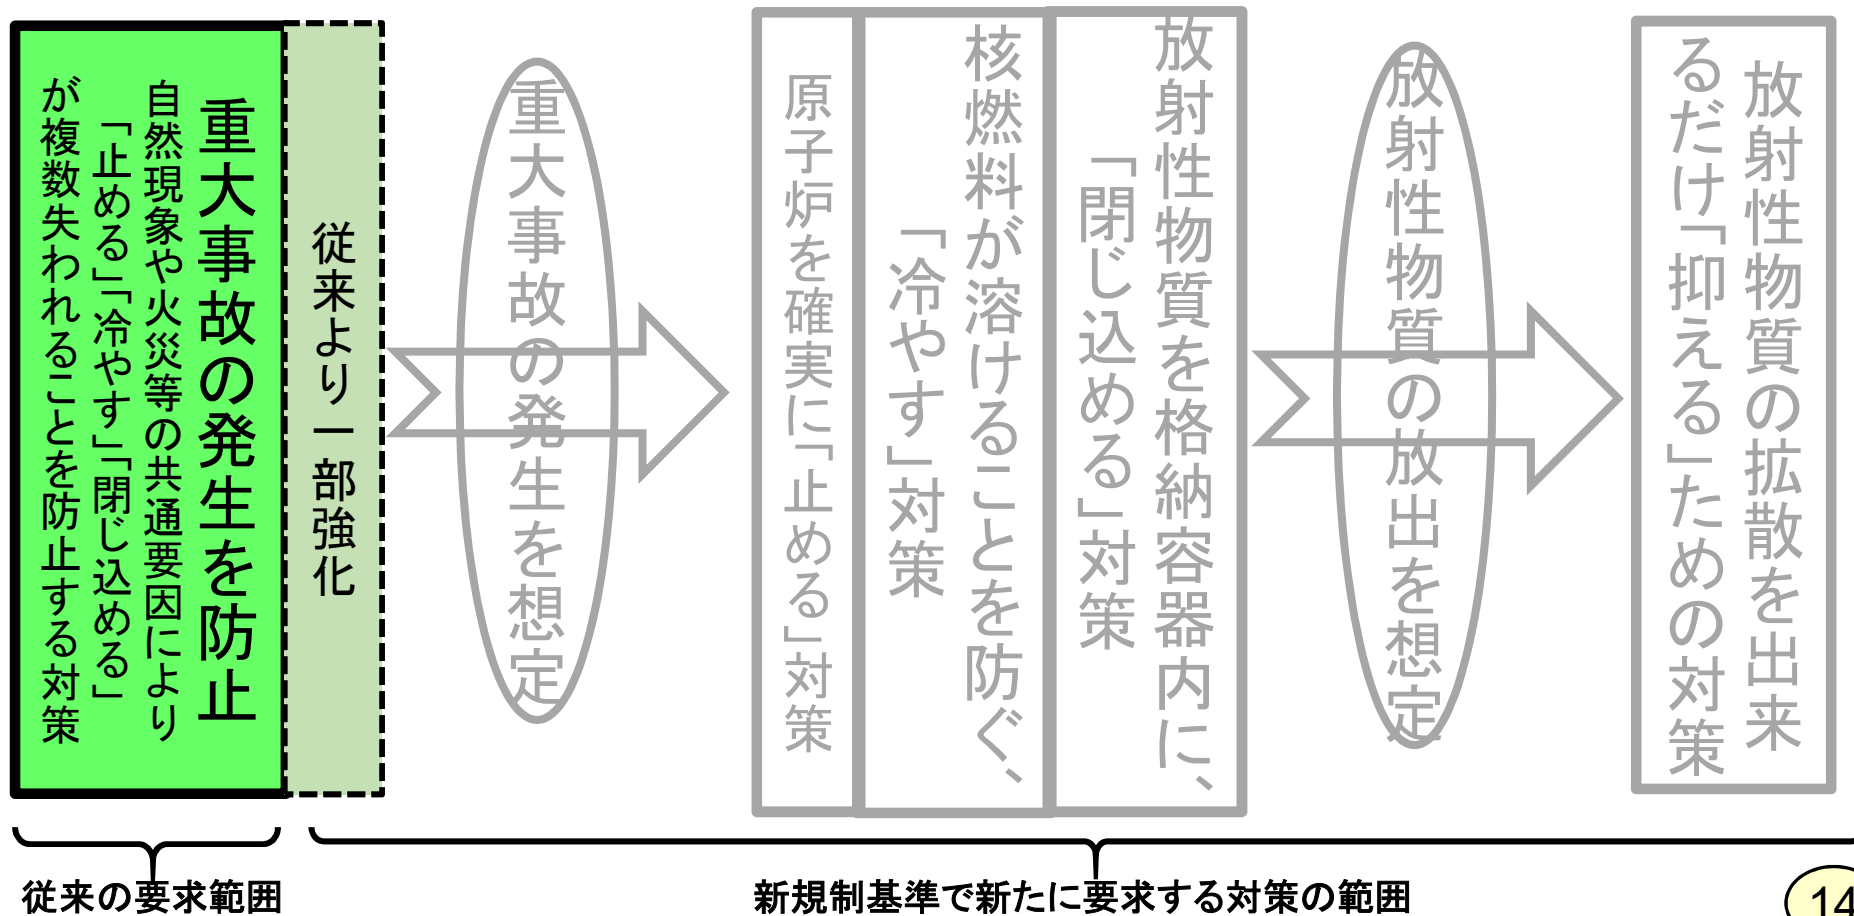 重大事故の発生を防止
自然現象や火災等の共通要因により
「止める」「冷やす」「閉じ込める」
が複数失われることを防止する対策
従来より一部強化
重大事故の発生を想定
原子炉を確実に「止める」対策
核燃料が溶けることを防ぐ、
「冷やす」対策
放射性物質を格納容器内に、
「閉じ込める」対策
放射性物質の放出を想定
放射性物質の拡散を出来
るだけ「抑える」ための対策
従来の要求範囲
新規制基準で新たに要求する対策の範囲
14